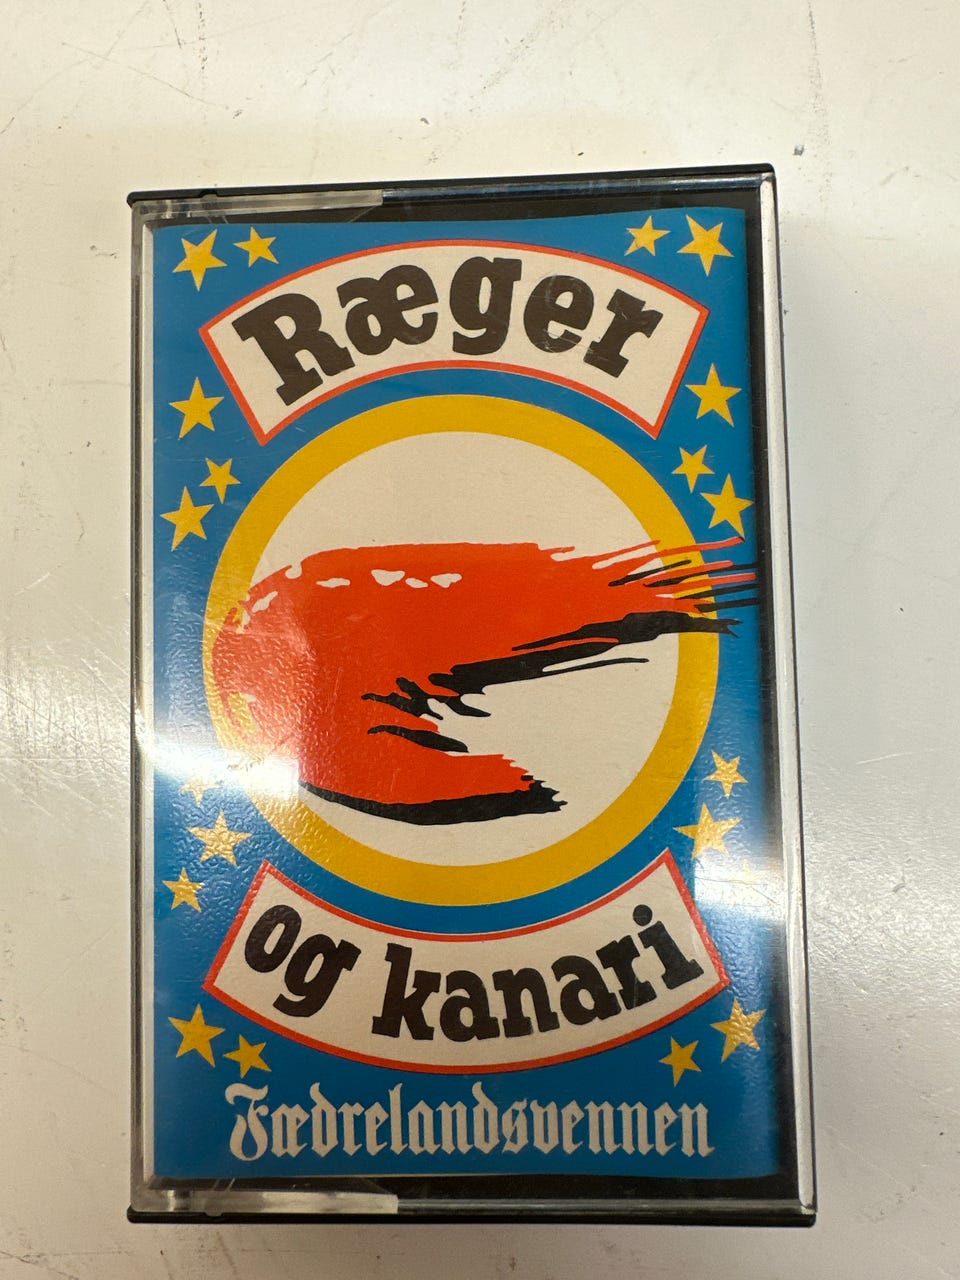 Ræger
og kanari
Fædrelandsvennen